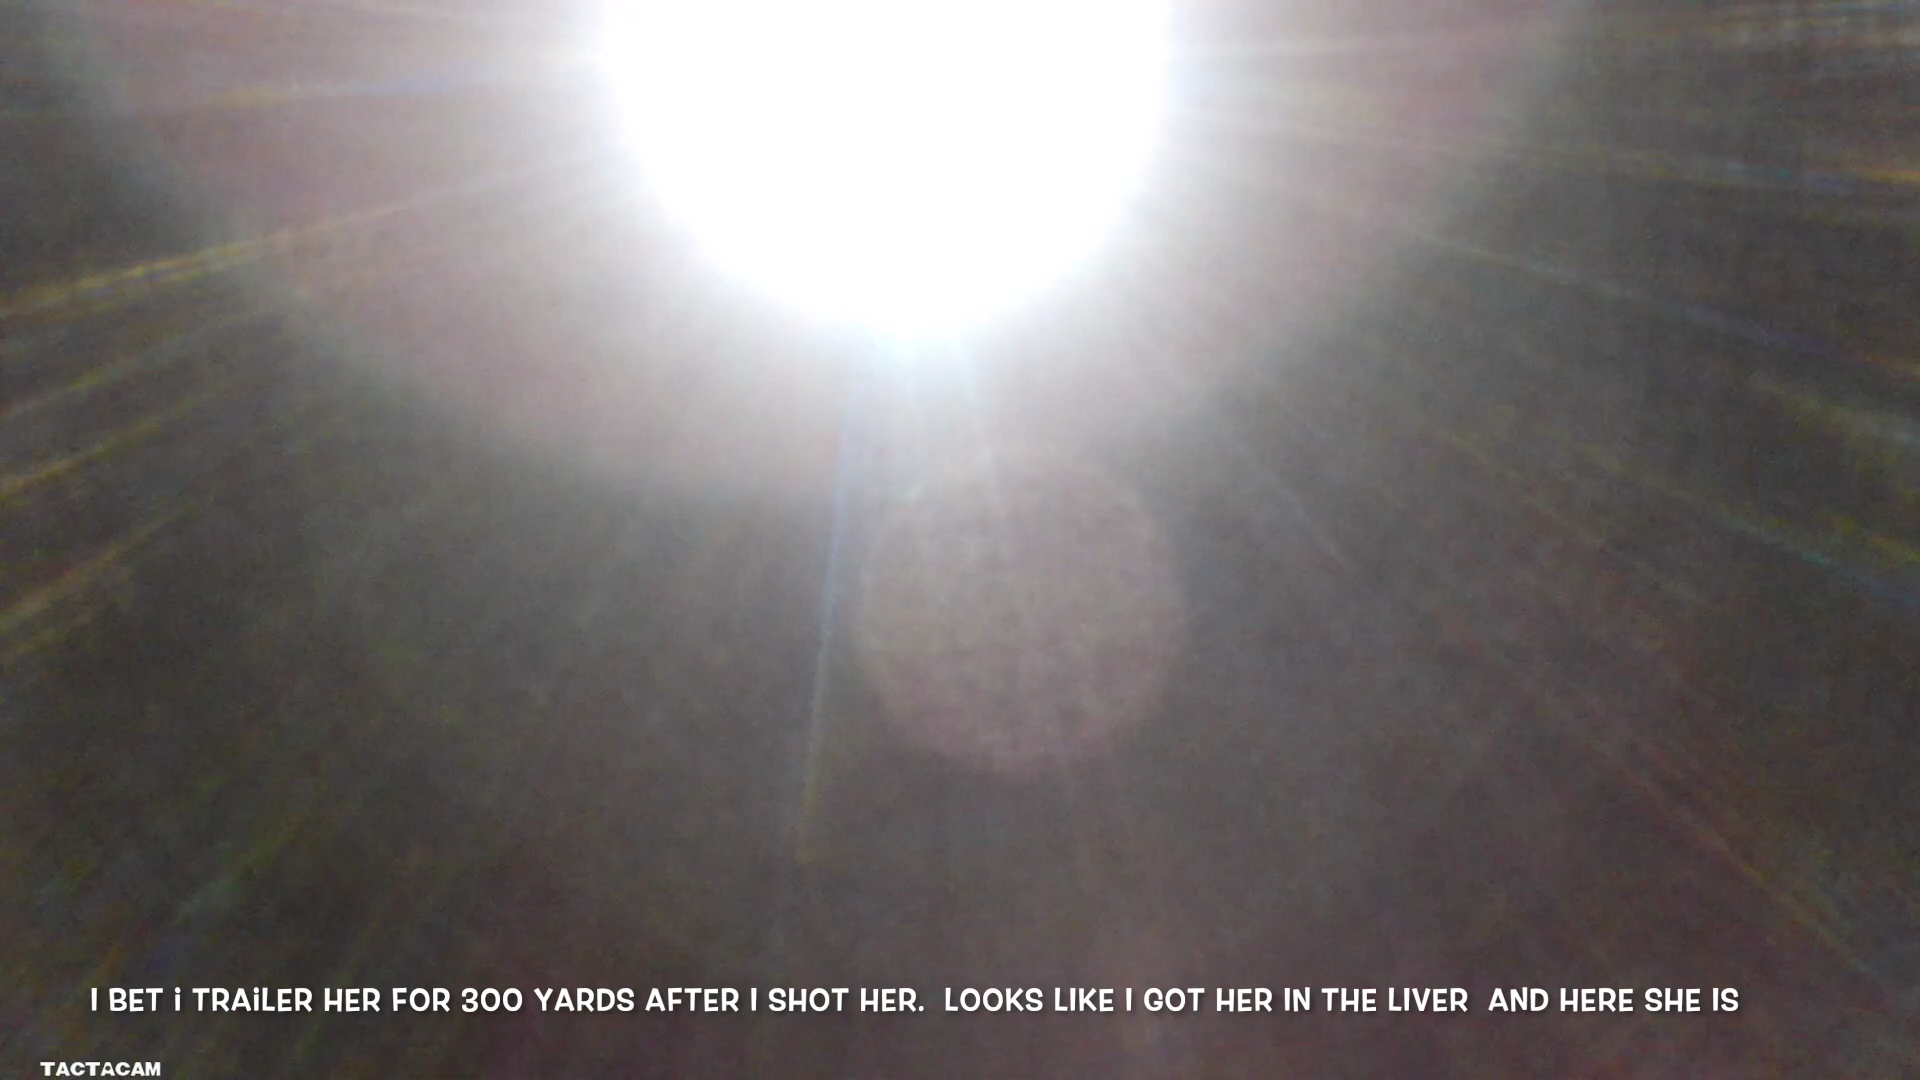 I BET i TRAiLER HER FOR 300 YARDS AFTER I SHOT HER.  LOOKS LIKE I GOT HER IN THE LIVER  AND HERE SHE IS
TACTACAM